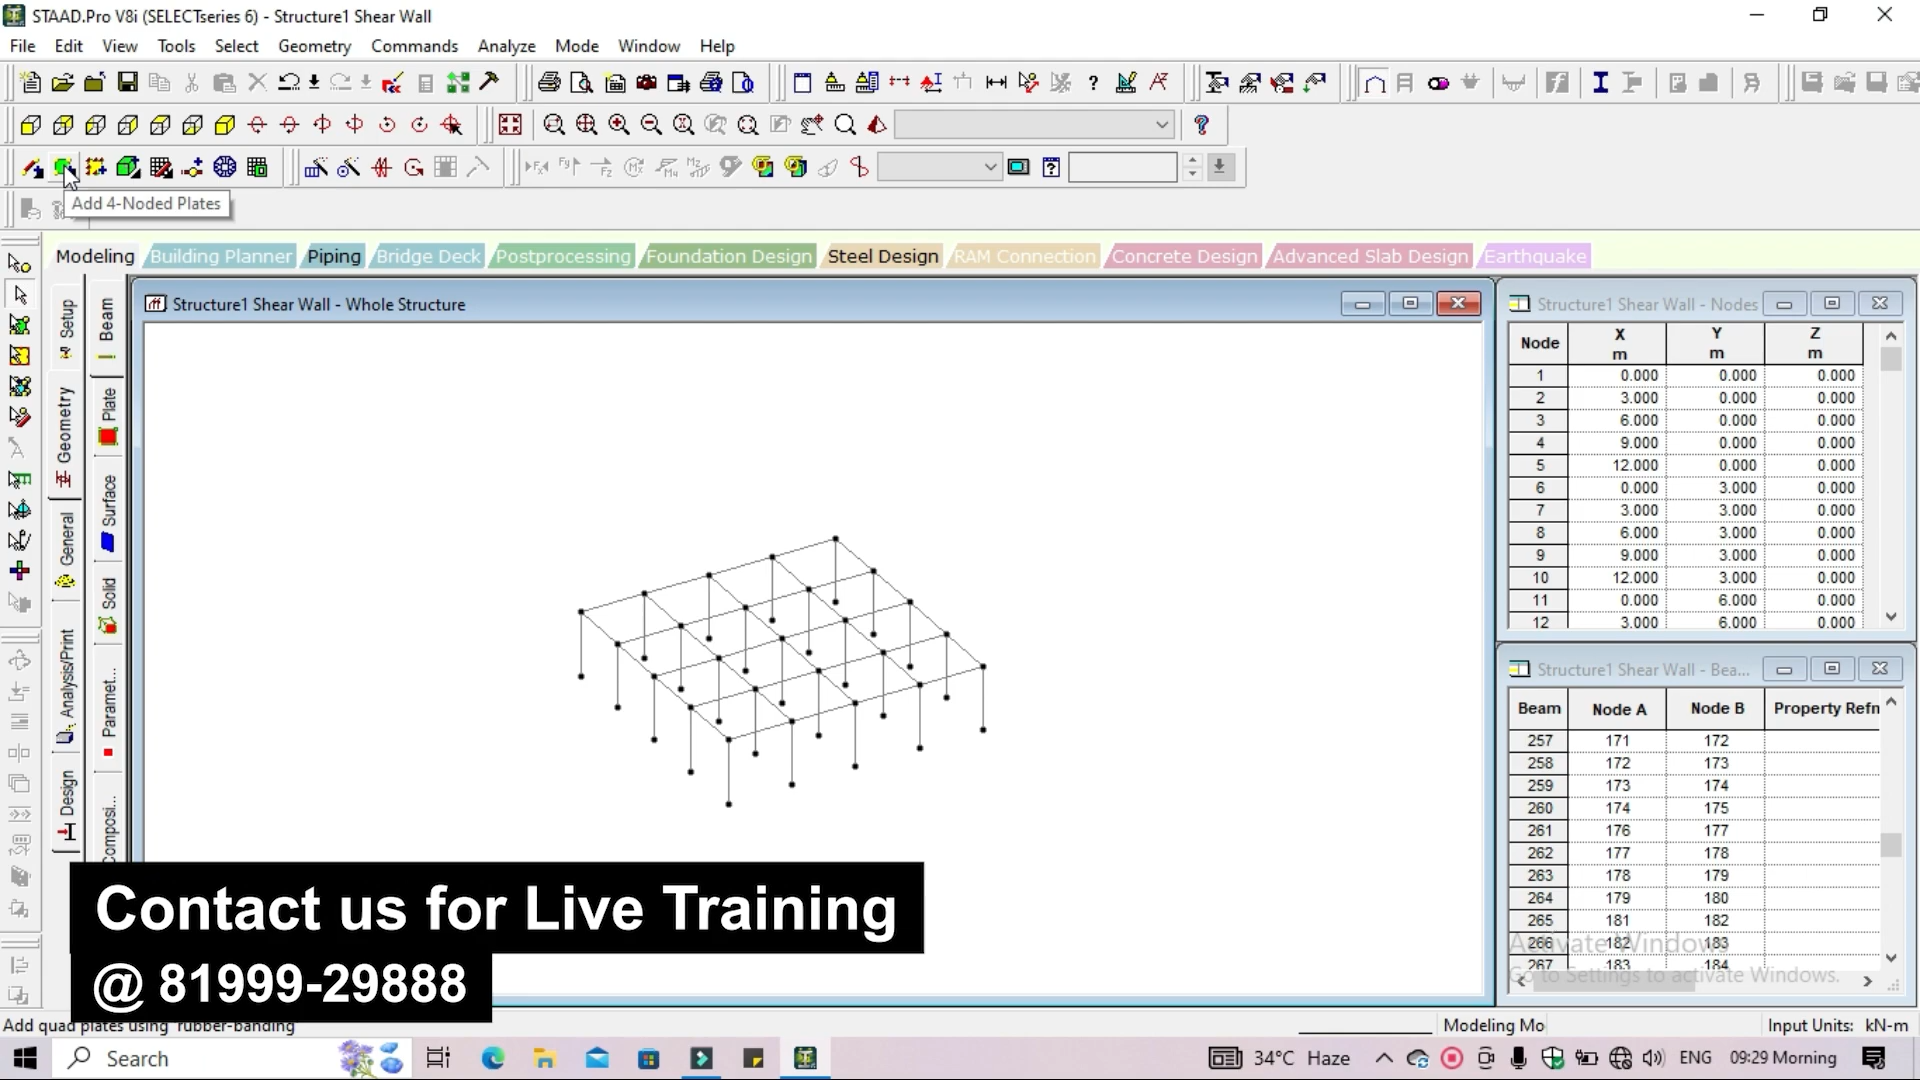 STAAD.Pro V8i (SELECTseries 6) - Structure1 Shear Wall
File Edit View Tools Select Geometry Commands Analyze Mode Window Help
Add 4-Noded Plates
Modeling Building Planner Piping Bridge Deck Postprocessing Foundation Design Steel Design RAM Connection Concrete Design Advanced Slab Design Earthquake
Setup
Geometry
General
Analysis/Print
Design
Beam
Plate
Surface
Solid
Paramet...
Composi...
Structure1 Shear Wall - Whole Structure
Structure1 Shear Wall - Nodes
Node X m Y m Z m
1 0.000 0.000 0.000
2 3.000 0.000 0.000
3 6.000 0.000 0.000
4 9.000 0.000 0.000
5 12.000 0.000 0.000
6 0.000 3.000 0.000
7 3.000 3.000 0.000
8 6.000 3.000 0.000
9 9.000 3.000 0.000
10 12.000 3.000 0.000
11 0.000 6.000 0.000
12 3.000 6.000 0.000
Structure1 Shear Wall - Bea...
Beam Node A Node B Property Refn
257 171 172
258 172 173
259 173 174
260 174 175
261 176 177
262 177 178
263 178 179
264 179 180
265 181 182
266 182 183
267 183 184
Activate Windows
Go to Settings to activate Windows.
Contact us for Live Training
@ 81999-29888
Add quad plates using rubber-banding
Modeling Mo
Input Units: kN-m
Search
34°C Haze
ENG
09:29 Morning